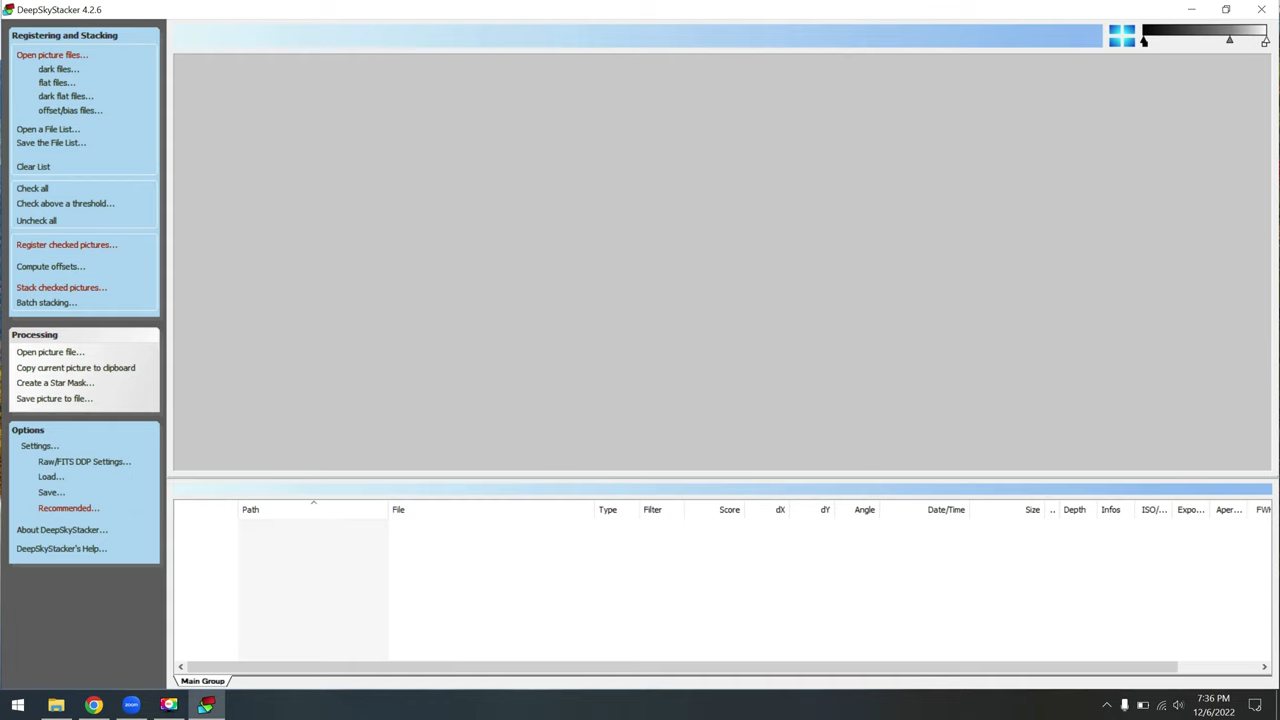 DeepSkyStacker 4.2.6
Registering and Stacking
Open picture files...
dark files...
flat files...
dark flat files...
offset/bias files...
Open a File List...
Save the File List...
Clear List
Check all
Check above a threshold...
Uncheck all
Register checked pictures...
Compute offsets...
Stack checked pictures...
Batch stacking...
Processing
Open picture file...
Copy current picture to clipboard
Create a Star Mask...
Save picture to file...
Options
Settings...
Raw/FITS DDP Settings...
Load...
Save...
Recommended...
About DeepSkyStacker...
DeepSkyStacker's Help...
Path File Type Filter Score dX dY Angle Date/Time Size .. Depth Infos ISO/... Expo... Aper... FWH
Main Group
zoom
7:36 PM
12/6/2022